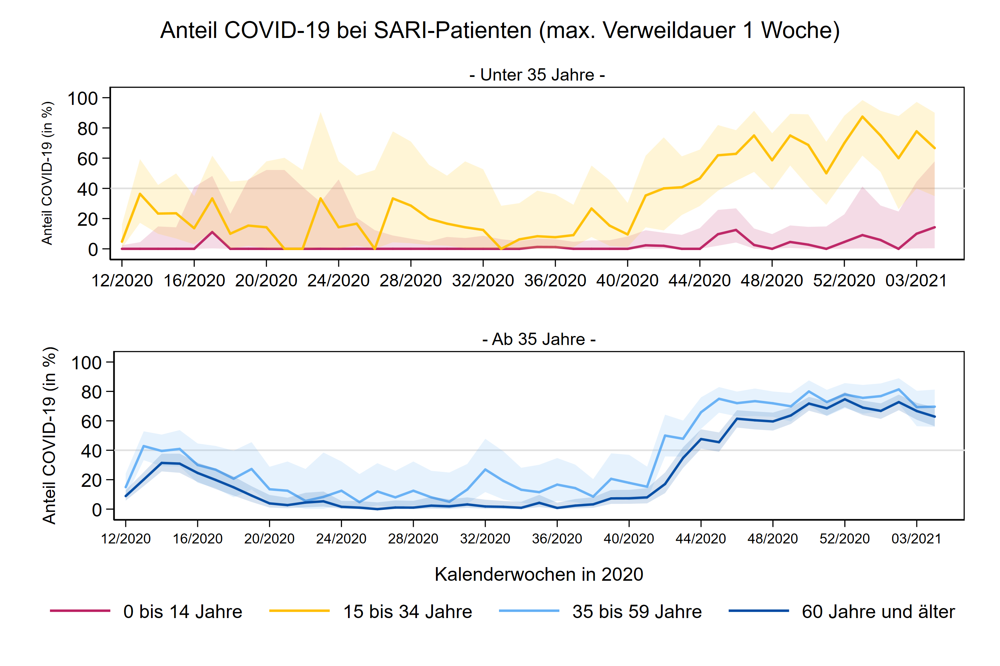 Anteil COVID-19 bei SARI-Patienten (max. Verweildauer 1 Woche)
- Unter 35 Jahre -
Anteil COVID-19 (in %)
100
80
60
40
20
0
12/2020 16/2020 20/2020 24/2020 28/2020 32/2020 36/2020 40/2020 44/2020 48/2020 52/2020 03/2021
- Ab 35 Jahre -
Anteil COVID-19 (in %)
100
80
60
40
20
0
12/2020 16/2020 20/2020 24/2020 28/2020 32/2020 36/2020 40/2020 44/2020 48/2020 52/2020 03/2021
Kalenderwochen in 2020
0 bis 14 Jahre 15 bis 34 Jahre 35 bis 59 Jahre 60 Jahre und älter